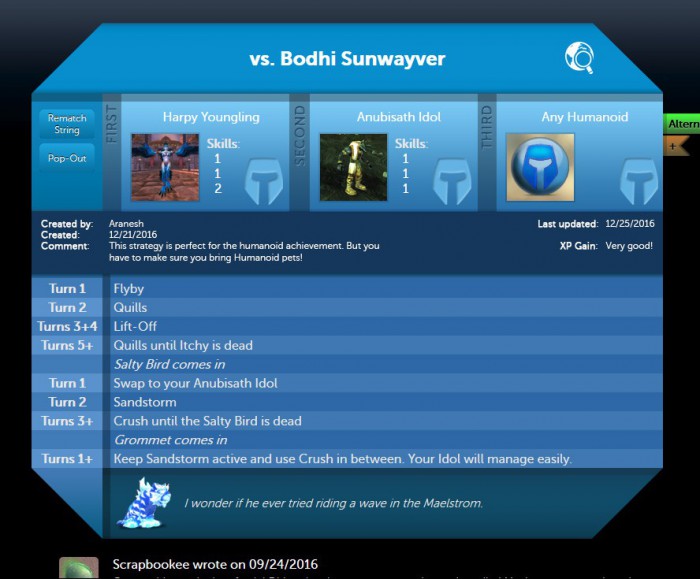 vs. Bodhi Sunwayver
Rematch
String
Pop-Out
FIRST
Harpy Youngling
Skills:
1
1
2
SECOND
Anubisath Idol
Skills:
1
1
1
THIRD
Any Humanoid
Altern
+
Created by: Aranesh
Created: 12/21/2016
Comment: This strategy is perfect for the humanoid achievement. But you
have to make sure you bring Humanoid pets!
Last updated: 12/25/2016
XP Gain: Very good!
Turn 1 Flyby
Turn 2 Quills
Turns 3+4 Lift-Off
Turns 5+ Quills until Itchy is dead
Salty Bird comes in
Turn 1 Swap to your Anubisath Idol
Turn 2 Sandstorm
Turns 3+ Crush until the Salty Bird is dead
Grommet comes in
Turns 1+ Keep Sandstorm active and use Crush in between. Your Idol will manage easily.
I wonder if he ever tried riding a wave in the Maelstrom.
Scrapbookee wrote on 09/24/2016